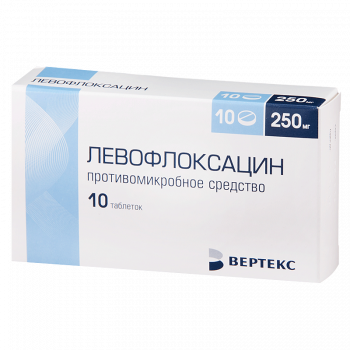 ЛЕВОФЛОКСАЦИН
10 250 мг
10 250 мг
ЛЕВОФЛОКСАЦИН
противомикробное средство
10 таблеток
ВЕРТЕКС